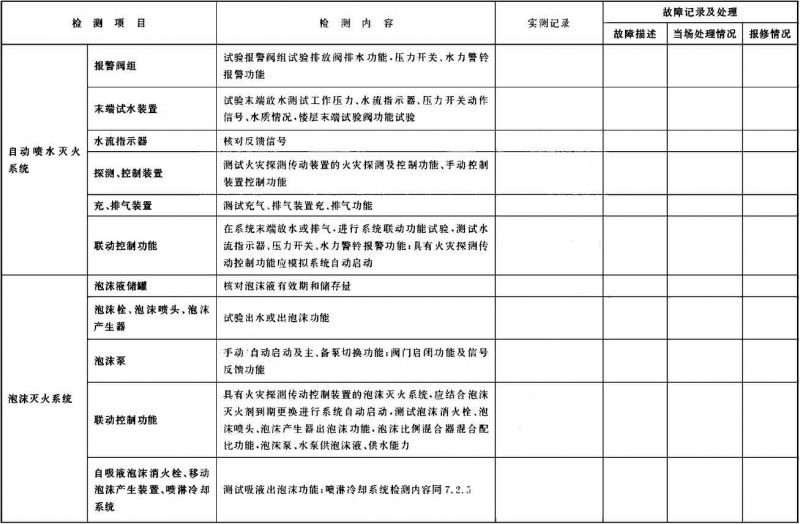 检测项目 检测内容 实测记录 故障记录及处理
故障描述 当场处理情况 报修情况
自动喷水灭火
系统
报警阀组
试验报警阀组试验排放阀排水功能,压力开关、水力警铃
报警功能
末端试水装置
试验末端放水测试工作压力、水流指示器、压力开关动作
信号、水质情况,楼层末端试验阀功能试验
水流指示器
核对反馈信号
探测、控制装置
测试火灾探测传动装置的火灾探测及控制功能、手动控制
装置控制功能
充、排气装置
测试充气、排气装置充、排气功能
联动控制功能
在系统末端放水或排气,进行系统联动功能试验,测试水
流指示器、压力开关、水力警铃报警功能;具有火灾探测传
动控制功能应模拟系统自动启动
泡沫灭火系统
泡沫液储罐
核对泡沫液有效期和储存量
泡沫栓、泡沫喷头、泡沫
产生器
试验出水或出泡沫功能
泡沫泵
手动/自动启动及主、备泵切换功能;阀门启闭功能及信号
反馈功能
联动控制功能
具有火灾探测传动控制装置的泡沫灭火系统,应结合泡沫
灭火剂到期更换进行系统自动启动,测试泡沫消火栓、泡
沫喷头、泡沫产生器出泡沫功能,泡沫比例混合器混合配
比功能,泡沫泵、水泵供泡沫液、供水能力
自吸液泡沫消火栓、移动
泡沫产生装置、喷淋冷却
系统
测试吸液出泡沫功能;喷淋冷却系统检测内容同7.2.5